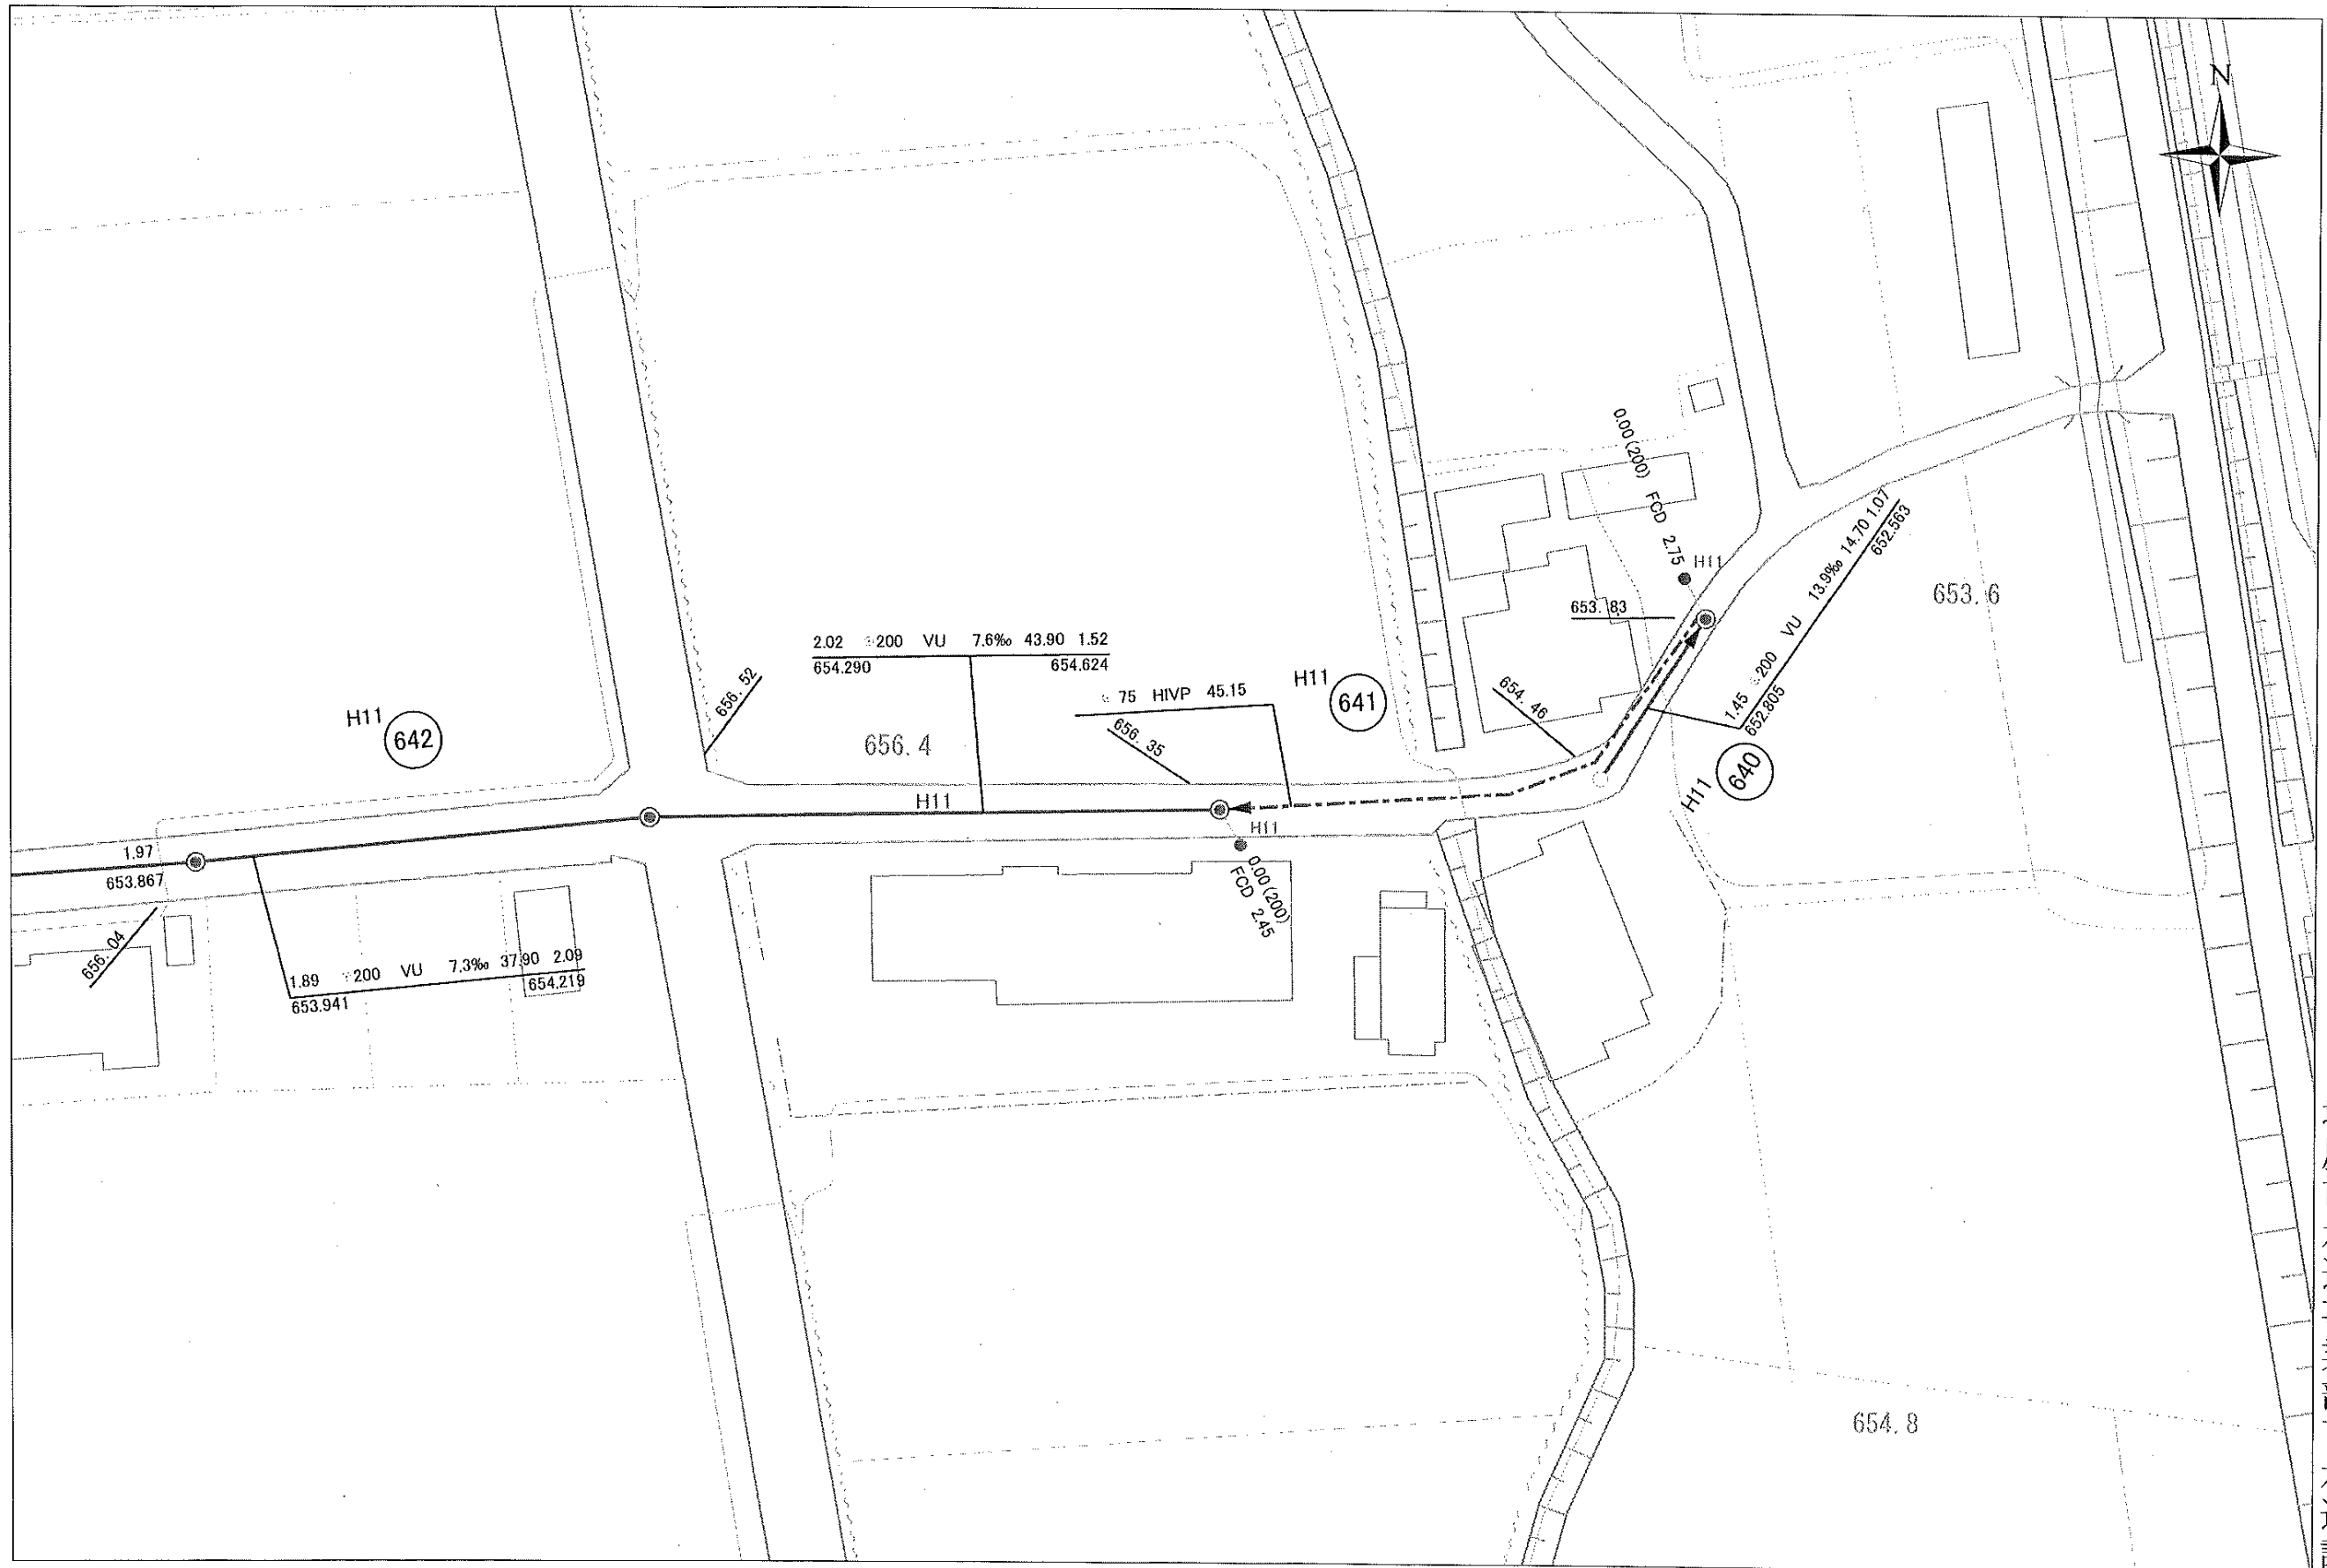 N
0.00 (200) FCD 2.75
H11
13.9‰ 14.70 1.07
1.45 200 VU
652.563
652.805
653.6
653.83
2.02 200 VU 7.6‰ 43.90 1.52
654.290 654.624
75 HIVP 45.15
656.35
H11
641
654.46
656.52
H11
642
656.4
H11
H11
640
H11
0.00 (200)
FCD 2.45
1.97
653.867
656.04
1.89 200 VU 7.3‰ 37.90 2.09
653.941 654.219
654.8